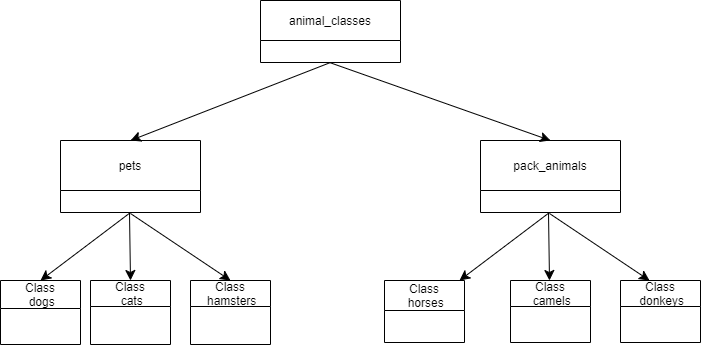 animal_classes
pets
pack_animals
Class
dogs
Class
cats
Class
hamsters
Class
horses
Class
camels
Class
donkeys